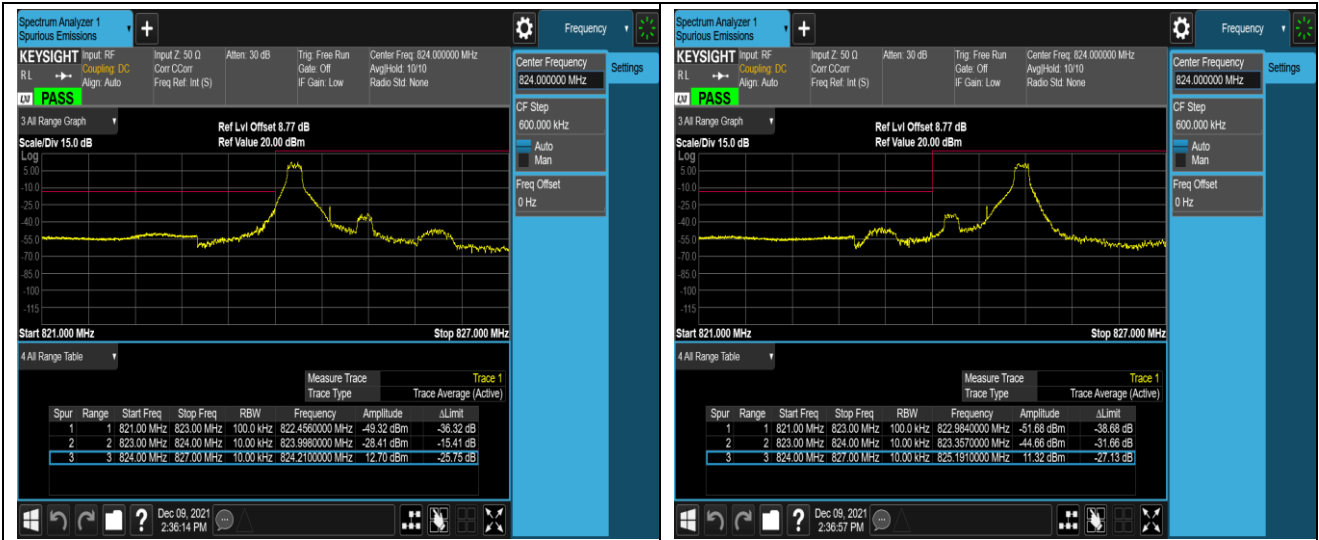 Spectrum Analyzer 1
Spurious Emissions
+
Frequency
KEYSIGHT Input: RF Input Z: 50 Ω Atten: 30 dB Trig: Free Run Center Freq: 824.000000 MHz
RL Coupling: DC Corr CCorr Gate: Off Avg|Hold: 10/10
Align: Auto Freq Ref: Int (S) IF Gain: Low Radio Std: None
LXI PASS
Center Frequency
824.000000 MHz
Settings
CF Step
600.000 kHz
Auto
Man
Freq Offset
0 Hz
3 All Range Graph
Ref Lvl Offset 8.77 dB
Scale/Div 15.0 dB Ref Value 20.00 dBm
Log
5.00
-10.0
-25.0
-40.0
-55.0
-70.0
-85.0
-100
-115
Start 821.000 MHz Stop 827.000 MHz
4 All Range Table
Measure Trace Trace 1
Trace Type Trace Average (Active)
Spur Range Start Freq Stop Freq RBW Frequency Amplitude ΔLimit
1 1 821.00 MHz 823.00 MHz 100.0 kHz 822.4560000 MHz -49.32 dBm -36.32 dB
2 2 823.00 MHz 824.00 MHz 10.00 kHz 823.9980000 MHz -28.41 dBm -15.41 dB
3 3 824.00 MHz 827.00 MHz 10.00 kHz 824.2100000 MHz 12.70 dBm -25.75 dB
? Dec 09, 2021
2:36:14 PM
Spectrum Analyzer 1
Spurious Emissions
+
Frequency
KEYSIGHT Input: RF Input Z: 50 Ω Atten: 30 dB Trig: Free Run Center Freq: 824.000000 MHz
RL Coupling: DC Corr CCorr Gate: Off Avg|Hold: 10/10
Align: Auto Freq Ref: Int (S) IF Gain: Low Radio Std: None
LXI PASS
Center Frequency
824.000000 MHz
Settings
CF Step
600.000 kHz
Auto
Man
Freq Offset
0 Hz
3 All Range Graph
Ref Lvl Offset 8.77 dB
Scale/Div 15.0 dB Ref Value 20.00 dBm
Log
5.00
-10.0
-25.0
-40.0
-55.0
-70.0
-85.0
-100
-115
Start 821.000 MHz Stop 827.000 MHz
4 All Range Table
Measure Trace Trace 1
Trace Type Trace Average (Active)
Spur Range Start Freq Stop Freq RBW Frequency Amplitude ΔLimit
1 1 821.00 MHz 823.00 MHz 100.0 kHz 822.9840000 MHz -51.68 dBm -38.68 dB
2 2 823.00 MHz 824.00 MHz 10.00 kHz 823.3570000 MHz -44.66 dBm -31.66 dB
3 3 824.00 MHz 827.00 MHz 10.00 kHz 825.1910000 MHz 11.32 dBm -27.13 dB
? Dec 09, 2021
2:36:57 PM